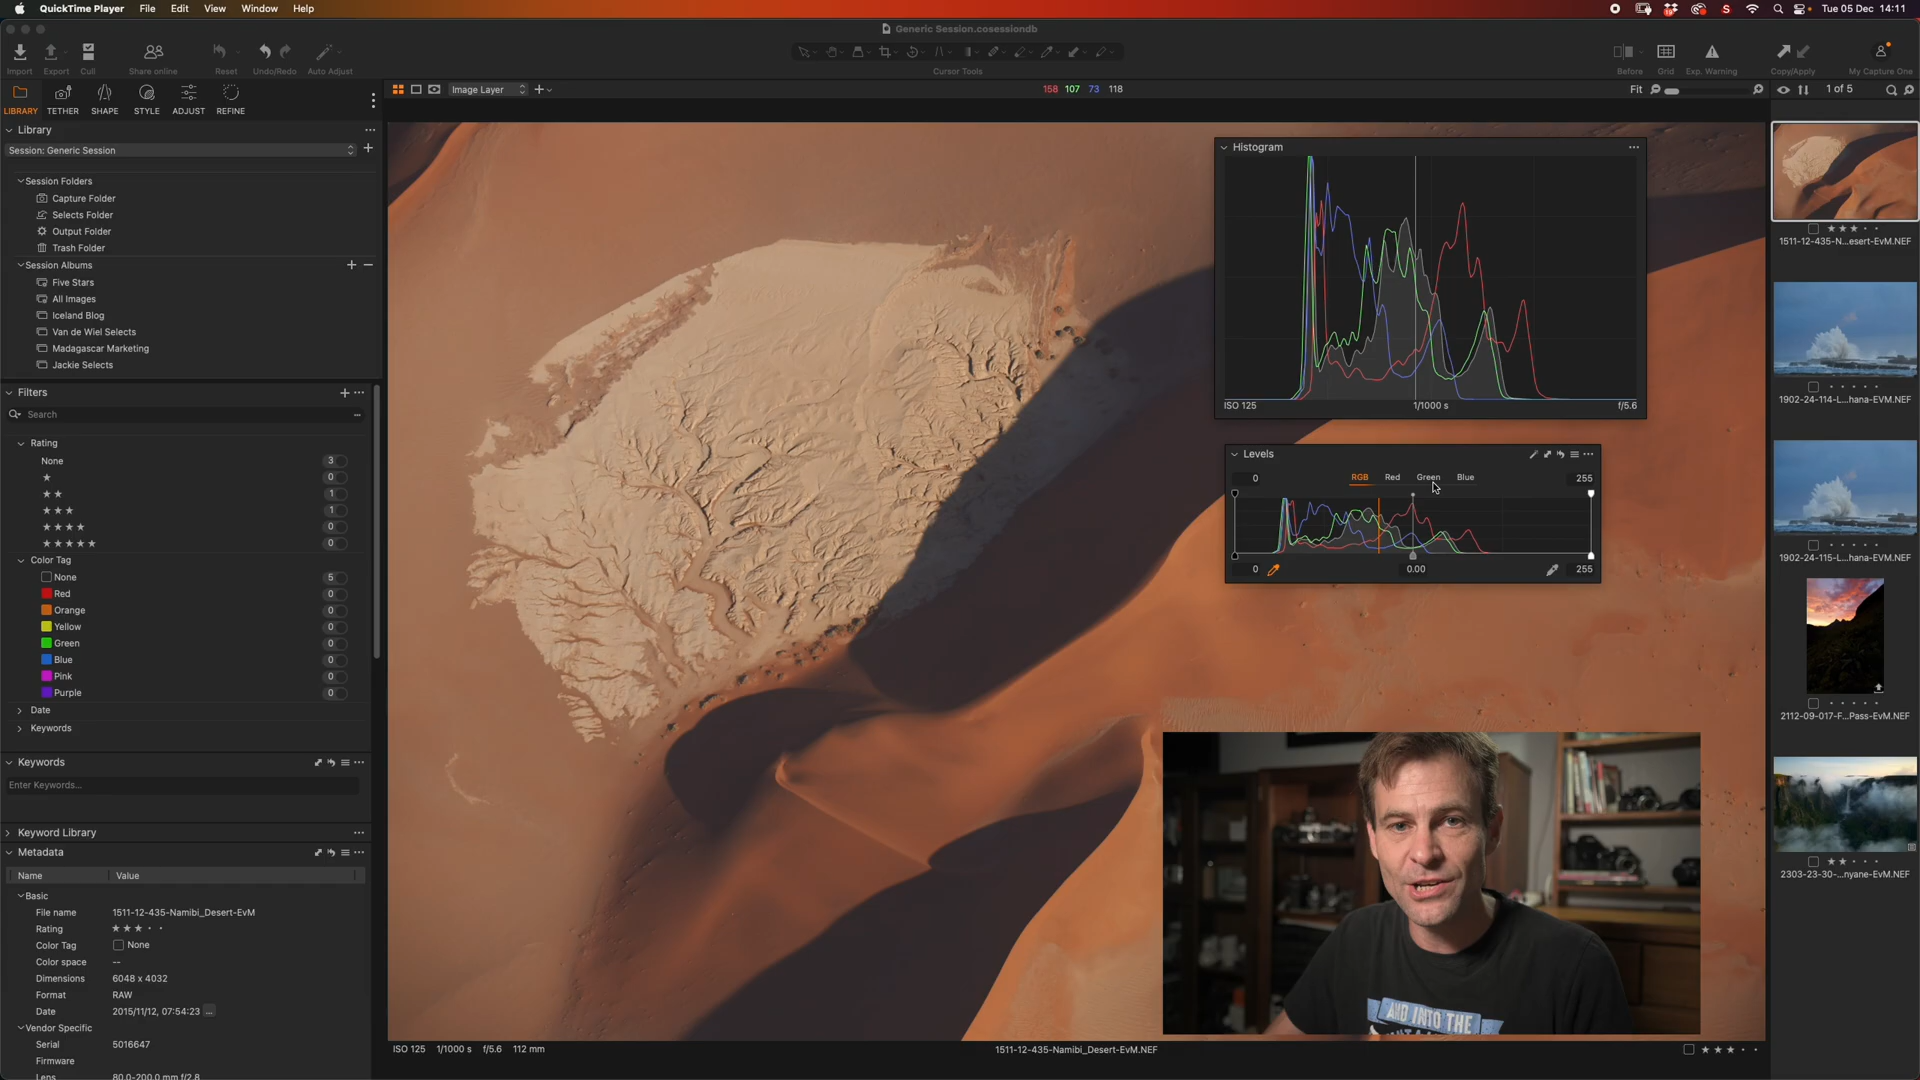 QuickTime Player File Edit View Window Help
Tue 05 Dec 14:11
Generic Session.cosessiondb
Import Export Cull Share online Reset Undo/Redo Auto Adjust Cursor Tools Before Grid Exp. Warning Copy/Apply My Capture One
LIBRARY TETHER SHAPE STYLE ADJUST REFINE
Image Layer
158 107 73 118
Fit
1 of 5
Library
Session: Generic Session
Session Folders
Capture Folder
Selects Folder
Output Folder
Trash Folder
Session Albums
Five Stars
All Images
Iceland Blog
Van de Wiel Selects
Madagascar Marketing
Jackie Selects
Filters
Search
Rating
None 3
★ 0
★★ 1
★★★ 1
★★★★ 0
★★★★★ 0
Color Tag
None 5
Red 0
Orange 0
Yellow 0
Green 0
Blue 0
Pink 0
Purple 0
Date
Keywords
Keywords
Enter Keywords...
Keyword Library
Metadata
Name Value
Basic
File name 1511-12-435-Namibi_Desert-EvM
Rating ★★★
Color Tag None
Color space --
Dimensions 6048 x 4032
Format RAW
Date 2015/11/12, 07:54:23 ...
Vendor Specific
Serial 5016647
Firmware
Lens 80.0-200.0 mm f/2.8
Histogram
ISO 125 1/1000 s f/5.6
Levels
0 RGB Red Green Blue 255
0 0.00 255
AND INTO THE
ISO 125 1/1000 s f/5.6 112 mm
1511-12-435-Namibi_Desert-EvM.NEF
1511-12-435-N...esert-EvM.NEF
1902-24-114-L...hana-EvM.NEF
1902-24-115-L...hana-EvM.NEF
2112-09-017-F...Pass-EvM.NEF
2303-23-30-...nyane-EvM.NEF